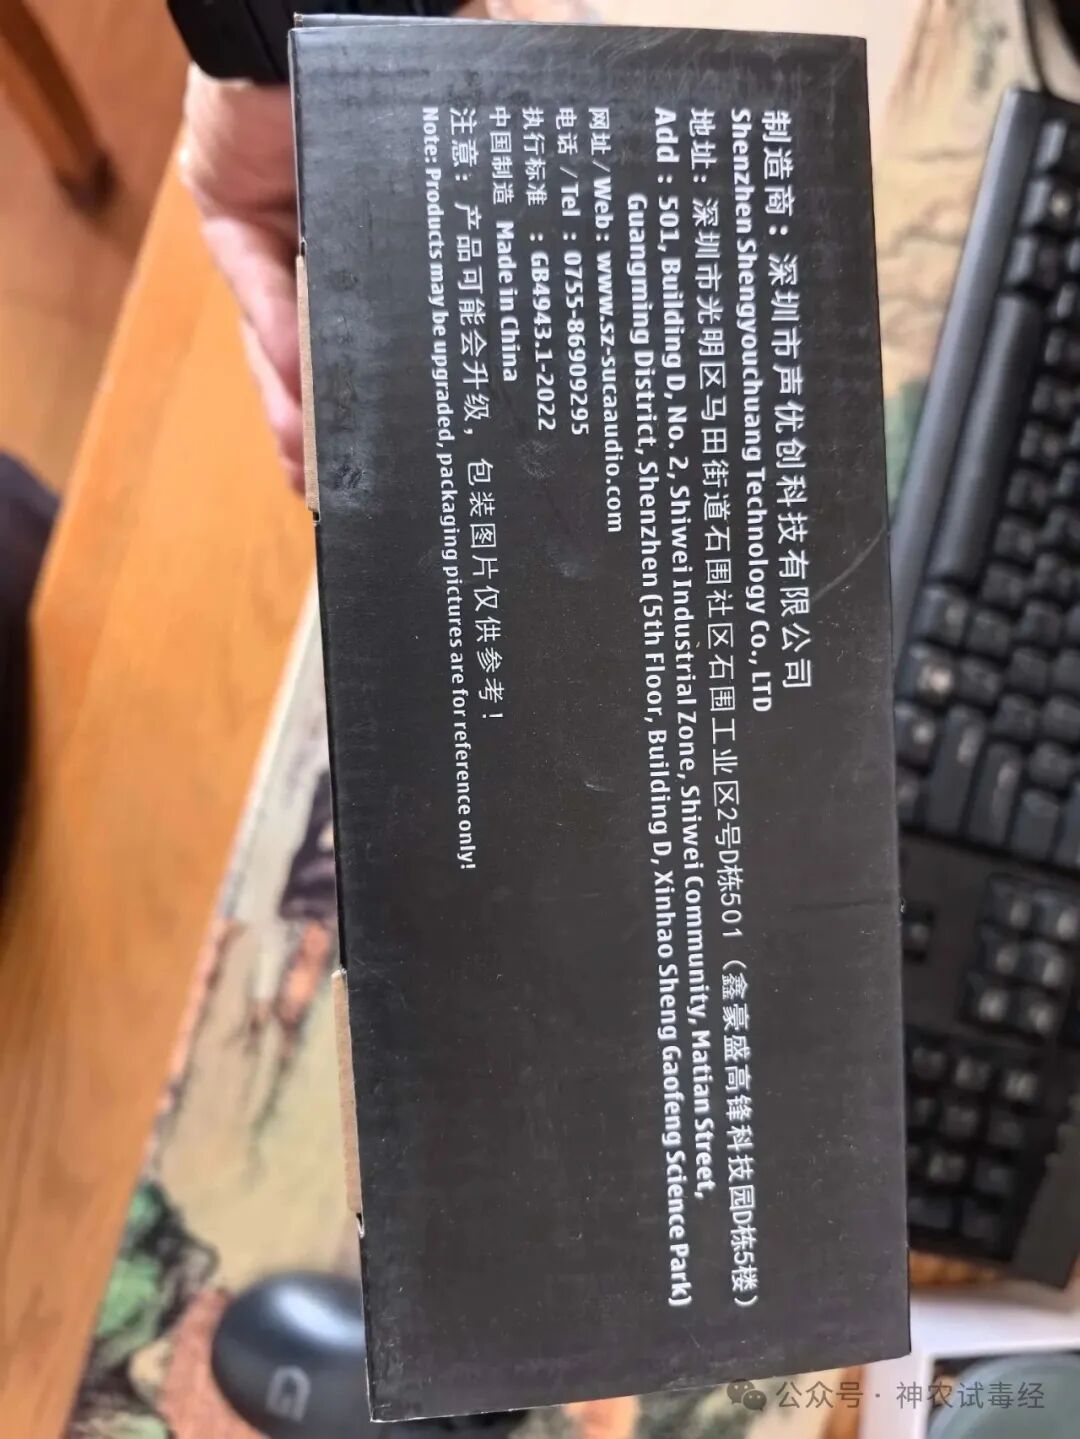 制造商：深圳市声优创科技有限公司
Shenzhen Shengyouchuang Technology Co., LTD
地址：深圳市光明区马田街道石围社区石围工业区2号D栋501（鑫豪盛高锋科技园D栋5楼）
Add：501, Building D, No. 2, Shiwei Industrial Zone, Shiwei Community, Matian Street,
Guangming District, Shenzhen (5th Floor, Building D, Xinhao Sheng Gaofeng Science Park)
网址/Web：www.sz-sucaaudio.com
电话/Tel：0755-86909295
执行标准：GB4943.1-2022
中国制造 Made in China
注意：产品可能会升级，包装图片仅供参考！
Note: Products may be upgraded, packaging pictures are for reference only!
公众号·神农试毒经